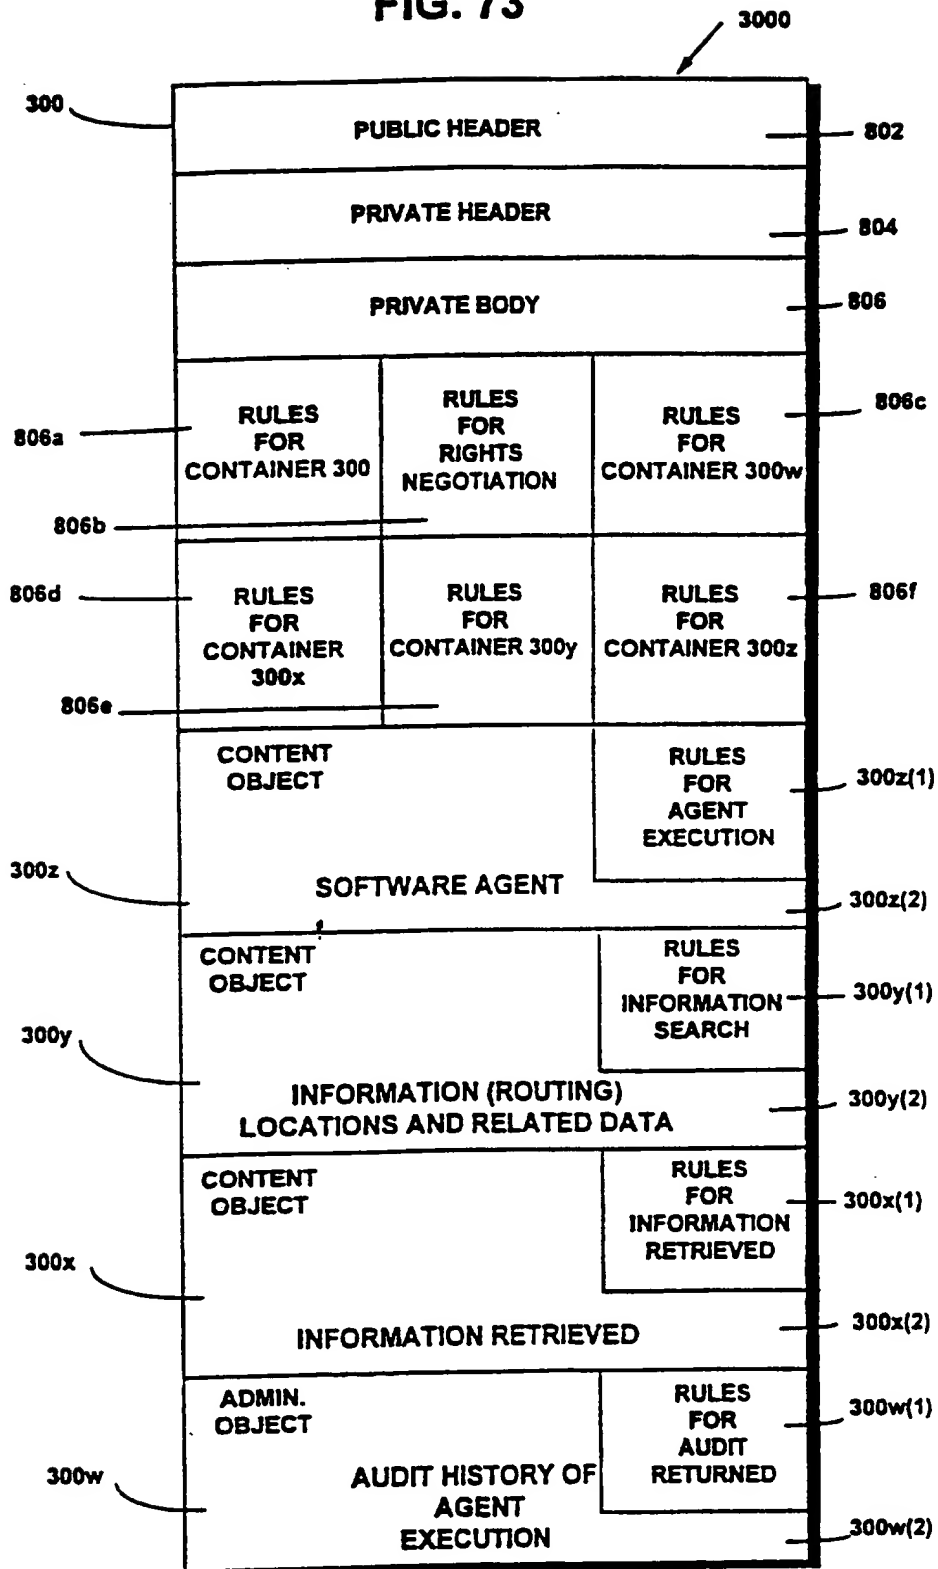 FIG. 73
3000
300
PUBLIC HEADER
802
PRIVATE HEADER
804
PRIVATE BODY
806
806a
RULES
FOR
CONTAINER 300
806b
RULES
FOR
RIGHTS
NEGOTIATION
RULES
FOR
CONTAINER 300w
806c
806d
RULES
FOR
CONTAINER
300x
806e
RULES
FOR
CONTAINER 300y
RULES
FOR
CONTAINER 300z
806f
CONTENT
OBJECT
RULES
FOR
AGENT
EXECUTION
300z(1)
300z
SOFTWARE AGENT
300z(2)
CONTENT
OBJECT
RULES
FOR
INFORMATION
SEARCH
300y(1)
300y
INFORMATION (ROUTING)
LOCATIONS AND RELATED DATA
300y(2)
CONTENT
OBJECT
RULES
FOR
INFORMATION
RETRIEVED
300x(1)
300x
INFORMATION RETRIEVED
300x(2)
ADMIN.
OBJECT
RULES
FOR
AUDIT
RETURNED
300w(1)
300w
AUDIT HISTORY OF
AGENT
EXECUTION
300w(2)